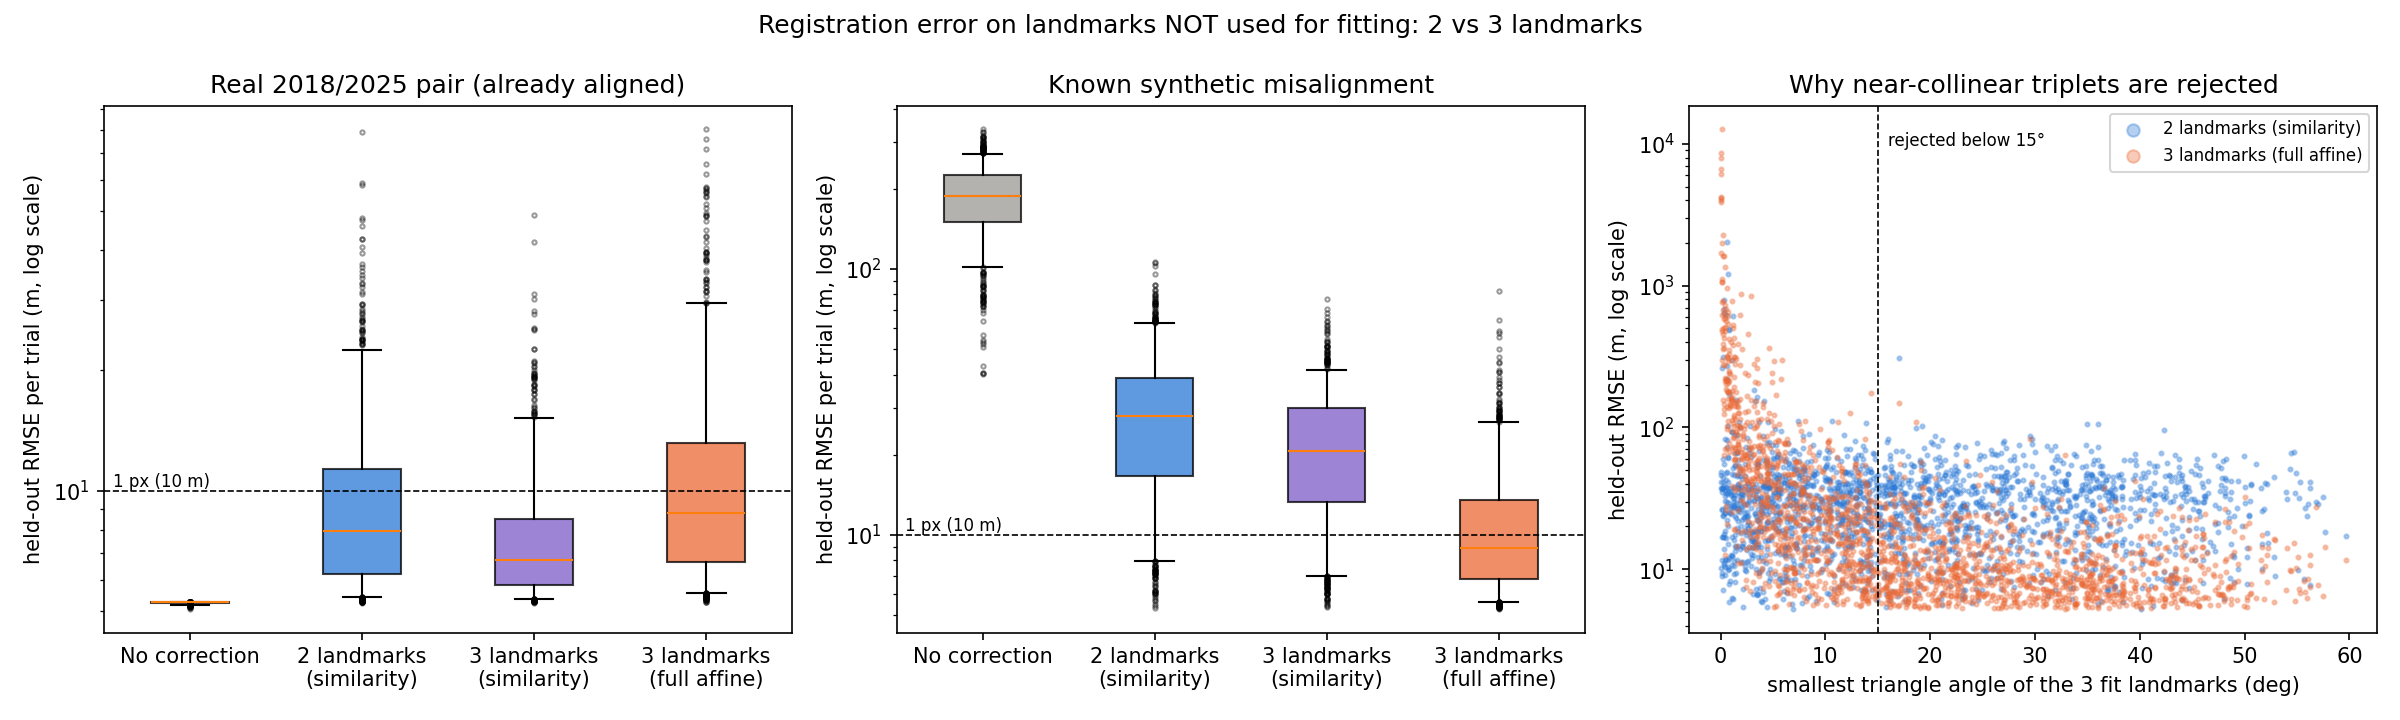 Registration error on landmarks NOT used for fitting: 2 vs 3 landmarks
Real 2018/2025 pair (already aligned)
held-out RMSE per trial (m, log scale)
10¹
1 px (10 m)
No correction
2 landmarks
(similarity)
3 landmarks
(similarity)
3 landmarks
(full affine)
Known synthetic misalignment
held-out RMSE per trial (m, log scale)
10²
10¹
1 px (10 m)
No correction
2 landmarks
(similarity)
3 landmarks
(similarity)
3 landmarks
(full affine)
Why near-collinear triplets are rejected
held-out RMSE (m, log scale)
10⁴
10³
10²
10¹
rejected below 15°
2 landmarks (similarity)
3 landmarks (full affine)
0 10 20 30 40 50 60
smallest triangle angle of the 3 fit landmarks (deg)